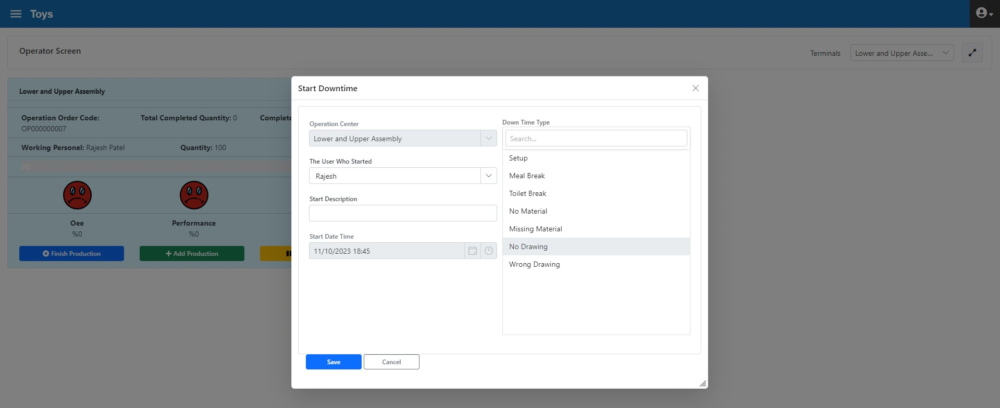 Toys
Operator Screen
Terminals
Lower and Upper Asse...
Lower and Upper Assembly
Operation Order Code:
OP000000007
Total Completed Quantity: 0
Complete
Working Personel: Rajesh Patel
Quantity: 100
0%
Oee
%0
Performance
%0
Finish Production
Add Production
Start Downtime
Operation Center
Lower and Upper Assembly
The User Who Started
Rajesh
Start Description
Start Date Time
11/10/2023 18:45
Down Time Type
Search...
Setup
Meal Break
Toilet Break
No Material
Missing Material
No Drawing
Wrong Drawing
Save
Cancel